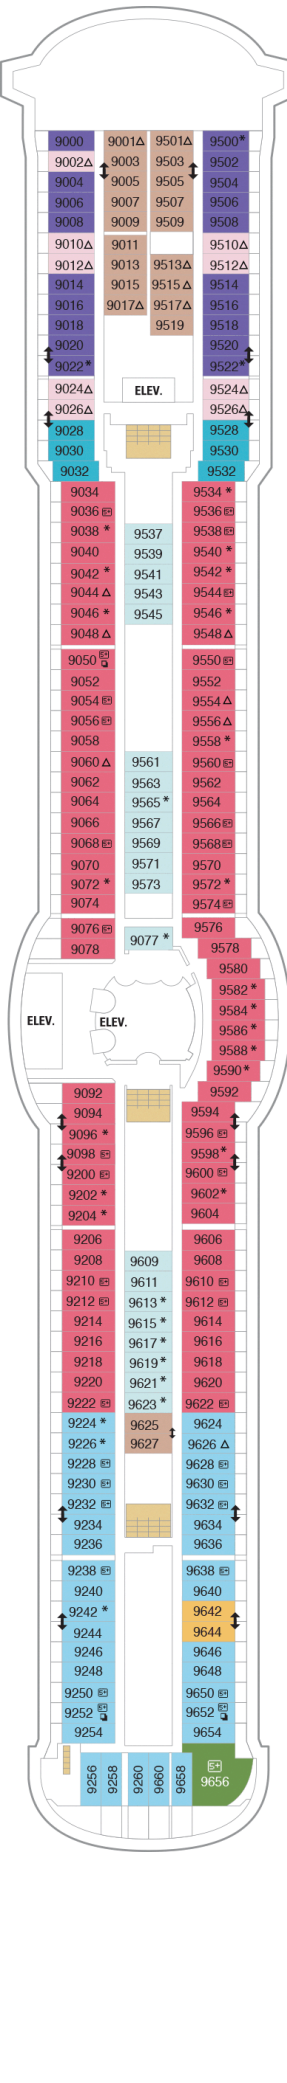 9000 9001△ 9501△ 9500*
9002△ 9003 9503 9502
9004 9005 9505 9504
9006 9007 9507 9506
9008 9009 9509 9508
9010△ 9011 9510△
9012△ 9013 9513△ 9512△
9014 9015 9515△ 9514
9016 9017△ 9517△ 9516
9018 9519 9518
9020 9520
9022* 9522*
9024△ ELEV. 9524△
9026△ 9526△
9028 9528
9030 9530
9032 9532
9034 9534*
9036 S+ 9536 S+
9038* 9537 9538 S+
9040 9539 9540*
9042* 9541 9542*
9044△ 9543 9544 S+
9046* 9545 9546*
9048△ 9548△
9050 S+ 9550 S+
9052 9552
9054 S+ 9554△
9056 S+ 9556△
9058 9558*
9060△ 9561 9560 S+
9062 9563 9562
9064 9565* 9564
9066 9567 9566 S+
9068 S+ 9569 9568 S+
9070 9571 9570
9072* 9573 9572*
9074 9574 S+
9076 S+ 9576
9078 9077* 9578
9580
9582*
9584*
ELEV. ELEV. 9586*
9588*
9590*
9092 9592
9094 9594
9096* 9596 S+
9098 S+ 9598*
9200 S+ 9600 S+
9202* 9602*
9204* 9604
9206 9606
9208 9609 9608
9210 S+ 9611 9610 S+
9212 S+ 9613* 9612 S+
9214 9615* 9614
9216 9617* 9616
9218 9619* 9618
9220 9621* 9620
9222 S+ 9623* 9622 S+
9224* 9625 9624
9226* 9627 9626△
9228 S+ 9628 S+
9230 S+ 9630 S+
9232 S+ 9632 S+
9234 9634
9236 9636
9238 S+ 9638 S+
9240 9640
9242* 9642
9244 9644
9246 9646
9248 9648
9250 S+ 9650 S+
9252 S+ 9652 S+
9254 9654
9256 9258 9260 9660 9658 S+ 9656